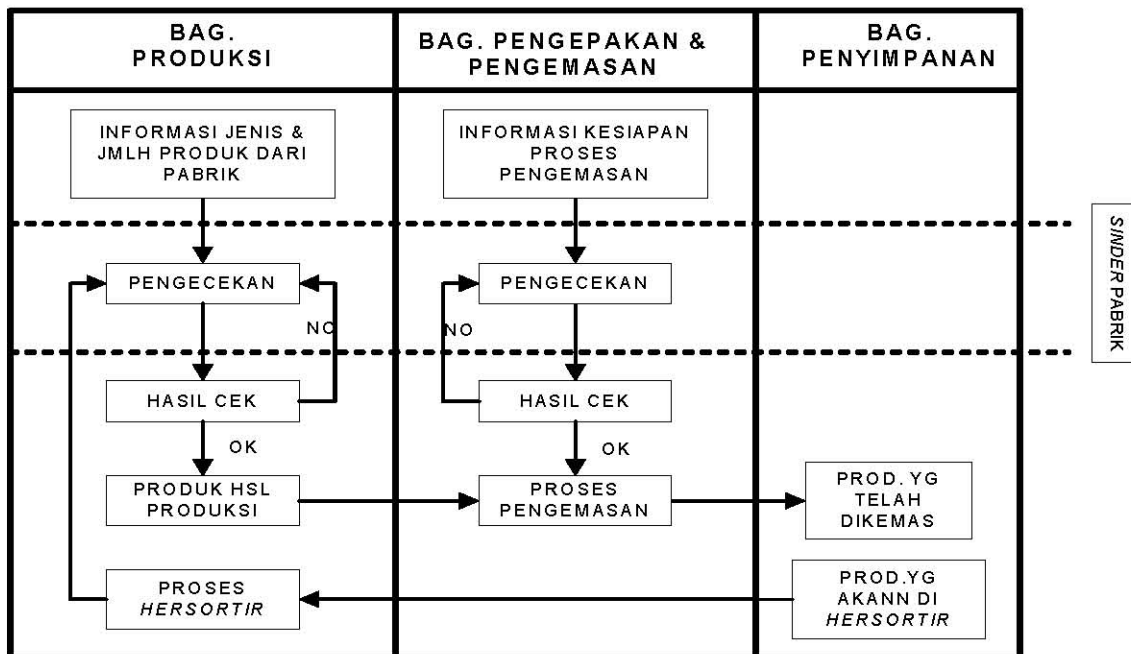 BAG.
PRODUKSI
BAG. PENGEPAKAN &
PENGEMASAN
BAG.
PENYIMPANAN
INFORMASI JENIS &
JMLH PRODUK DARI
PABRIK
INFORMASI KESIAPAN
PROSES
PENGEMASAN
SINDER PABRIK
PENGECEKAN
PENGECEKAN
NO
NO
HASIL CEK
HASIL CEK
OK
OK
PRODUK HSL
PRODUKSI
PROSES
PENGEMASAN
PROD. YG
TELAH
DIKEMAS
PROSES
HERSORTIR
PROD.YG
AKANN DI
HERSORTIR